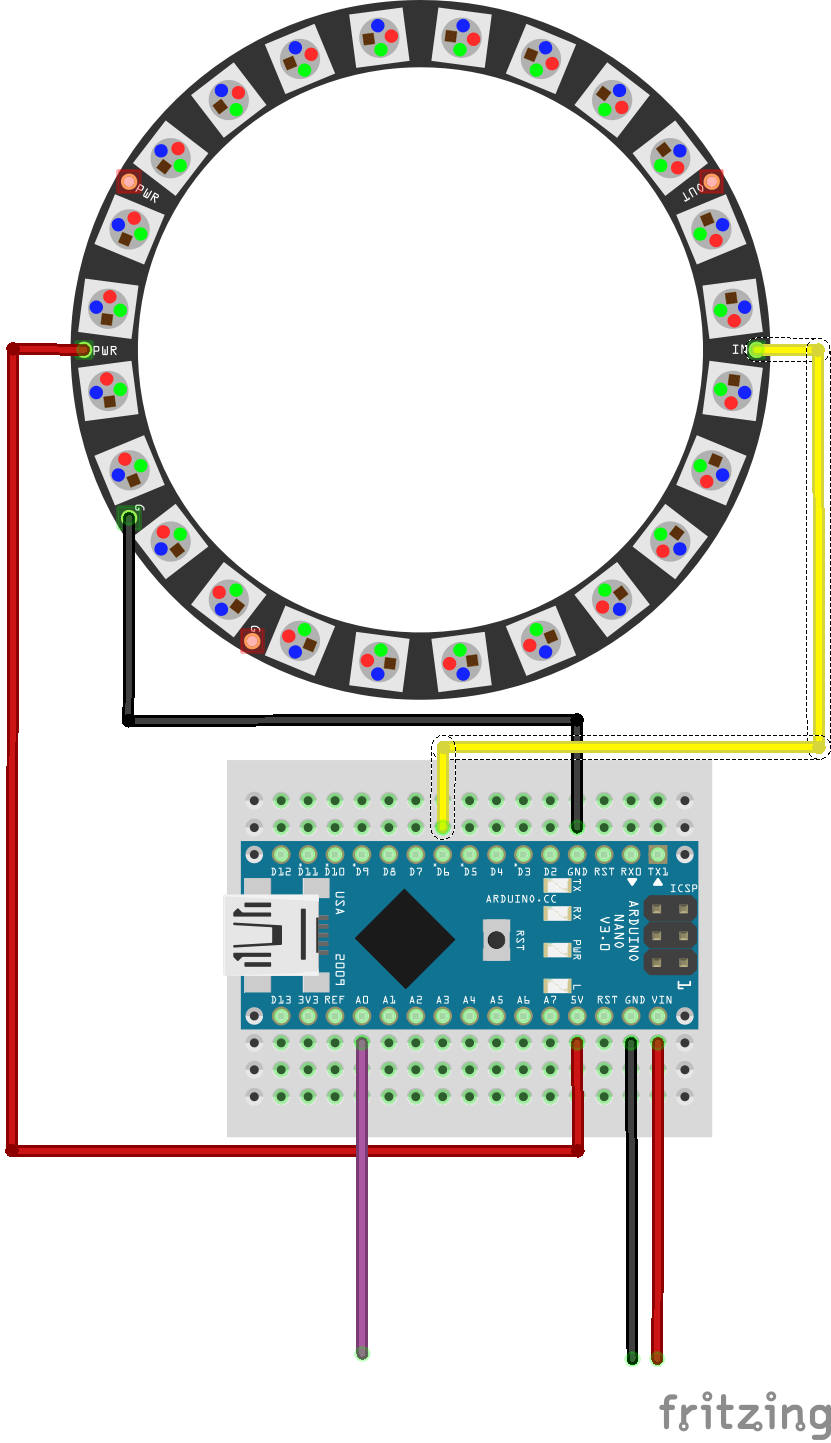 PWR
OUT
PWR
IN
G
G
D12 D11 D10 D9 D8 D7 D6 D5 D4 D3 D2 GND RST RX0 TX1
TX
RX
PWR
L
ARDUINO.CC
RST
ARDUINO
NANO
V3.0
ICSP
1
USA
2009
D13 3V3 REF A0 A1 A2 A3 A4 A5 A6 A7 5V RST GND VIN
fritzing